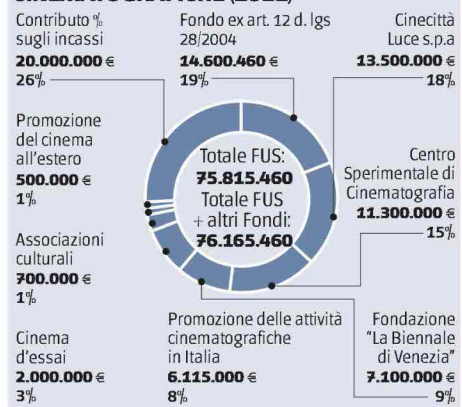 Contributo %
sugli incassi
20.000.000 €
26%
Fondo ex art. 12 d. lgs
28/2004
14.600.460 €
19%
Cinecittà
Luce s.p.a
13.500.000 €
18%
Promozione
del cinema
all'estero
500.000 €
1%
Totale FUS:
75.815.460
Totale FUS
+ altri Fondi:
76.165.460
Centro
Sperimentale di
Cinematografia
11.300.000 €
15%
Associazioni
culturali
700.000 €
1%
Cinema
d'essai
2.000.000 €
3%
Promozione delle attività
cinematografiche
in Italia
6.115.000 €
8%
Fondazione
"La Biennale
di Venezia"
7.100.000 €
9%